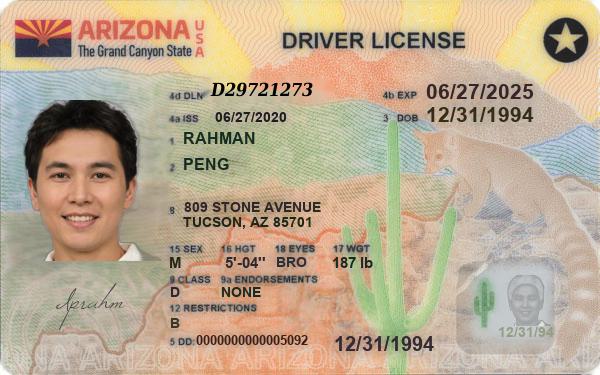 ARIZONA USA
The Grand Canyon State
DRIVER LICENSE
4d DLN D29721273
4b EXP 06/27/2025
4a ISS 06/27/2020
3 DOB 12/31/1994
1 RAHMAN
2 PENG
8 809 STONE AVENUE
TUCSON, AZ 85701
15 SEX 16 HGT 18 EYES 17 WGT
M 5'-04" BRO 187 lb
9 CLASS 9a ENDORSEMENTS
D NONE
12 RESTRICTIONS
B
5 DD: 0000000000005092
12/31/1994
12/31/94
ARIZONA ARIZONA ARIZONA ARIZONA